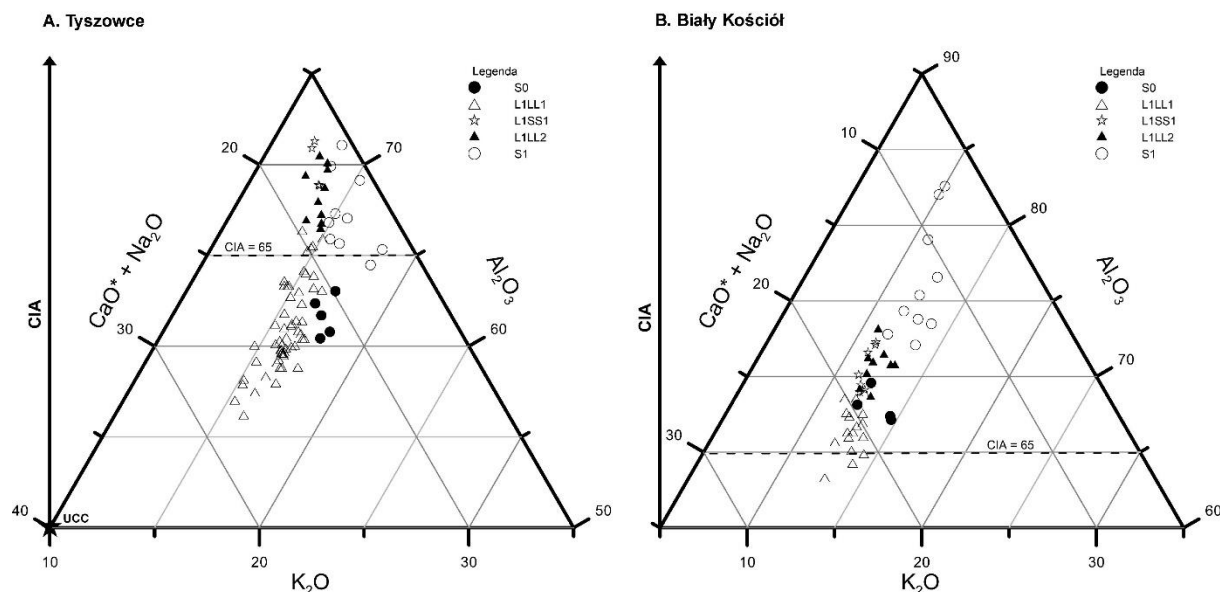 A. Tyszowce
B. Biały Kościół
Legenda
S0
L1LL1
L1SS1
L1LL2
S1
20
70
CIA = 65
CaO* + Na₂O
Al₂O₃
CIA
30
60
40
UCC
50
10
20
30
K₂O
90
Legenda
S0
L1LL1
L1SS1
L1LL2
S1
10
80
CaO* + Na₂O
Al₂O₃
CIA
20
70
30
CIA = 65
60
10
20
30
K₂O